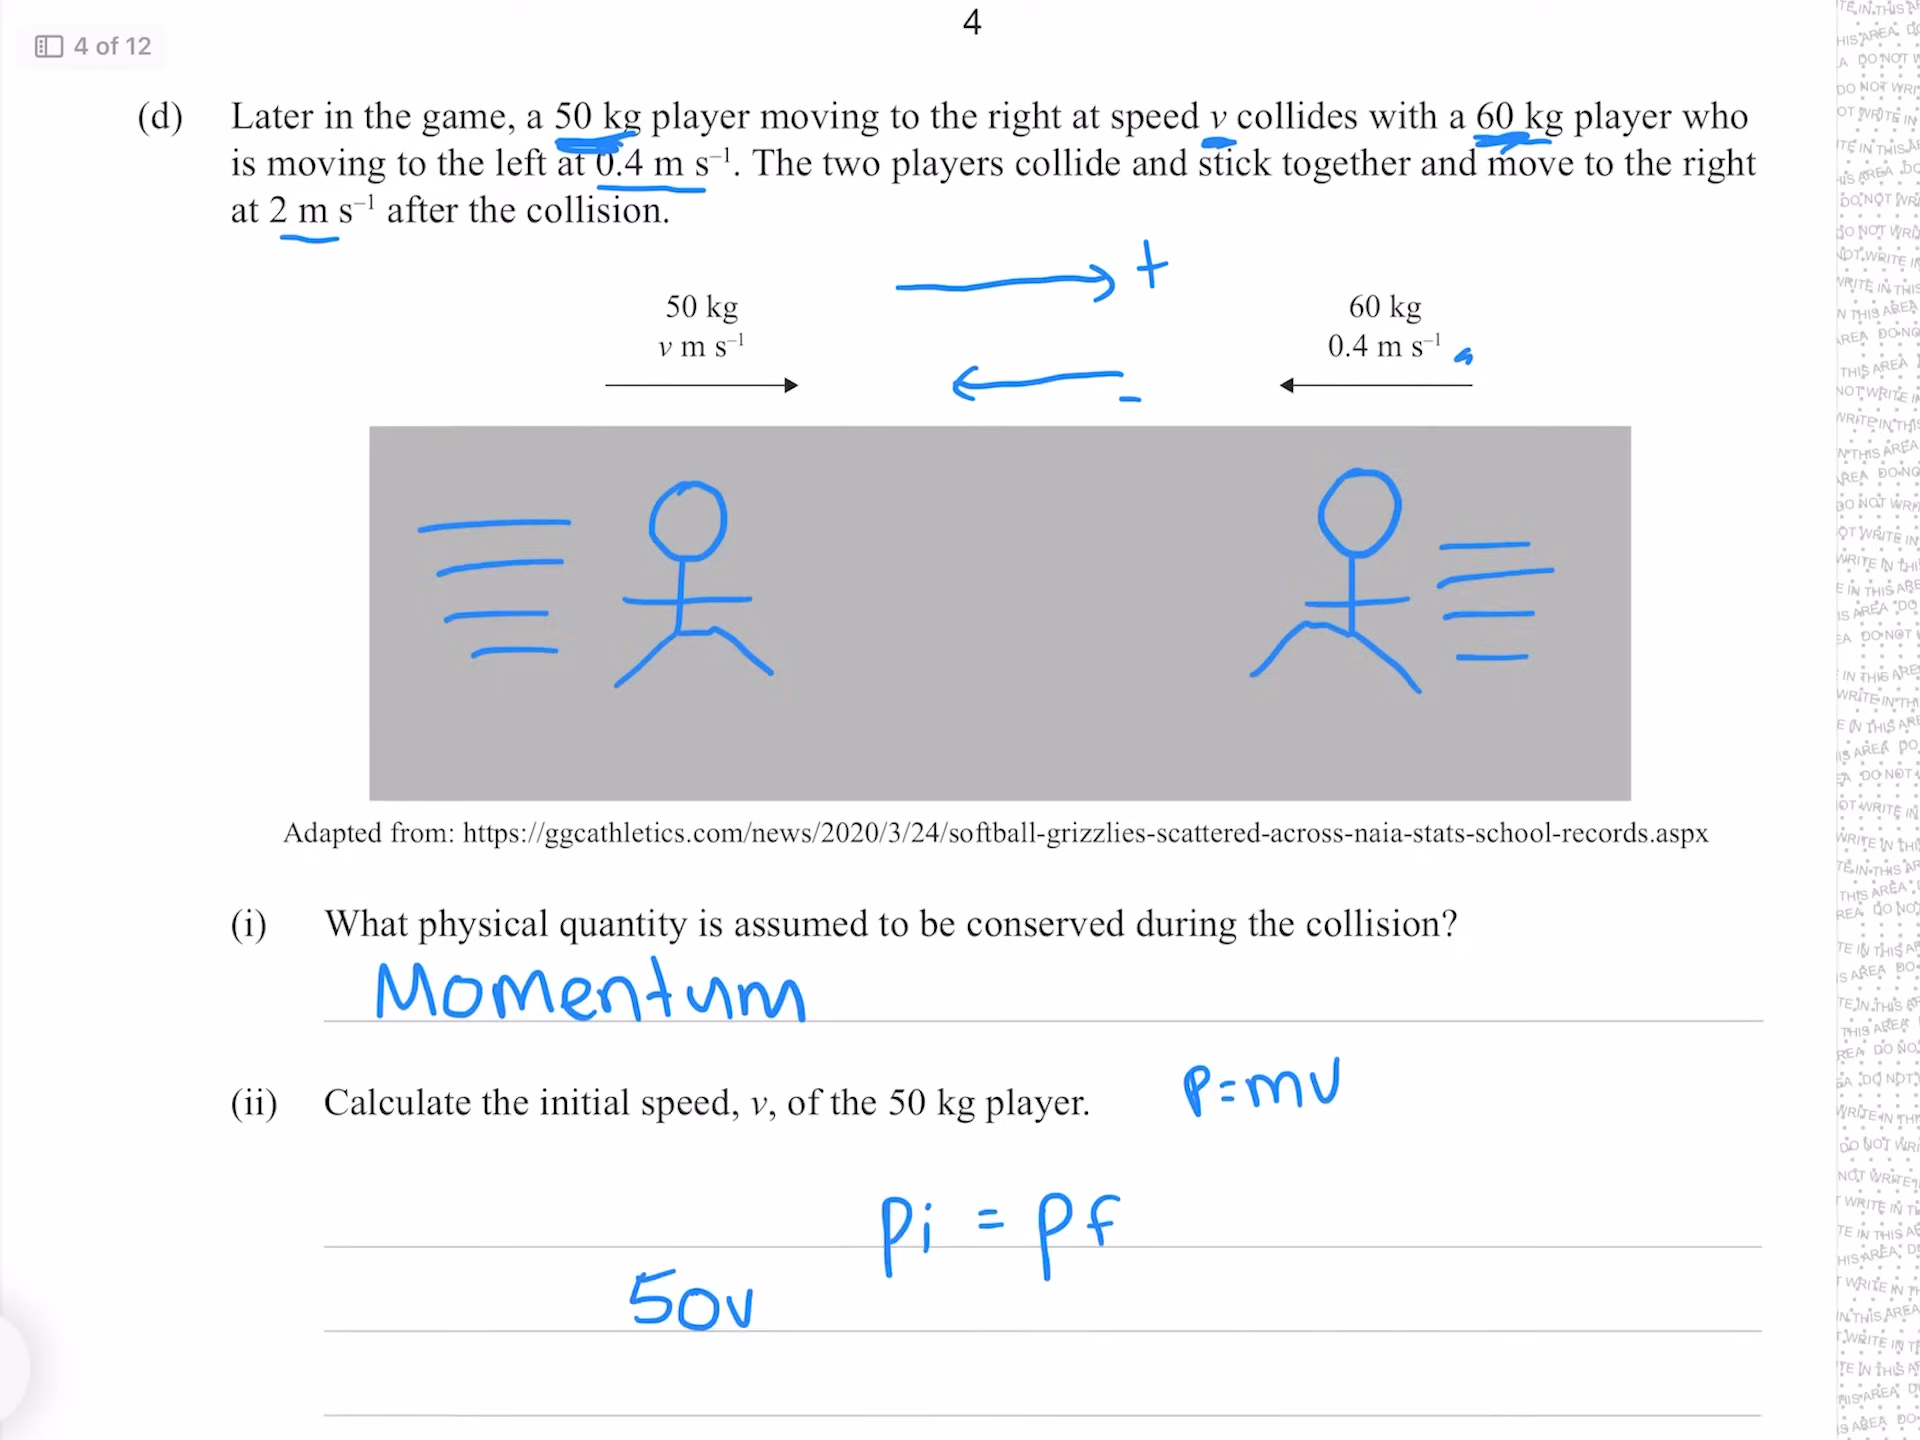 4
4 of 12
(d) Later in the game, a 50 kg player moving to the right at speed v collides with a 60 kg player who
is moving to the left at 0.4 m s⁻¹. The two players collide and stick together and move to the right
at 2 m s⁻¹ after the collision.
+
50 kg
v m s⁻¹
60 kg
0.4 m s⁻¹
-
Adapted from: https://ggcathletics.com/news/2020/3/24/softball-grizzlies-scattered-across-naia-stats-school-records.aspx
(i) What physical quantity is assumed to be conserved during the collision?
Momentum
(ii) Calculate the initial speed, v, of the 50 kg player.
P=mv
Pi = Pf
50v